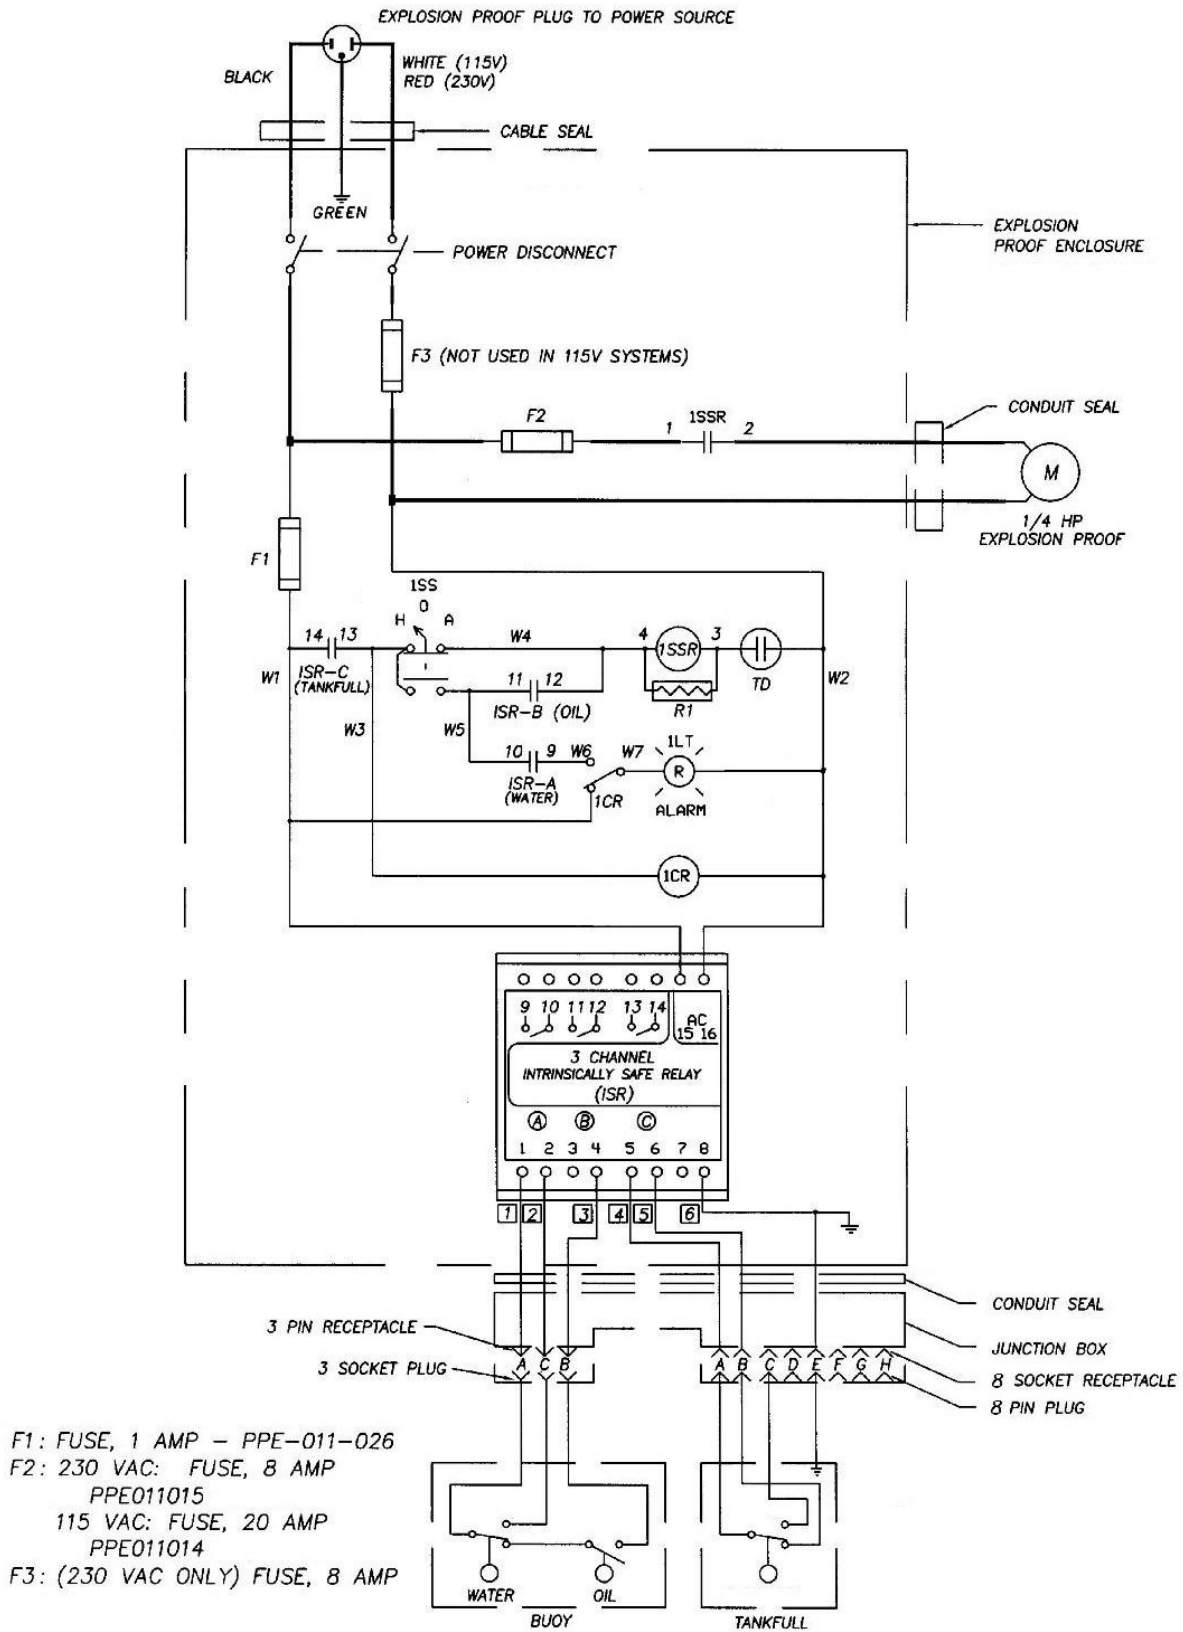 EXPLOSION PROOF PLUG TO POWER SOURCE
BLACK
WHITE (115V)
RED (230V)
CABLE SEAL
GREEN
POWER DISCONNECT
EXPLOSION
PROOF ENCLOSURE
F3 (NOT USED IN 115V SYSTEMS)
F2
1
1SSR
2
CONDUIT SEAL
M
1/4 HP
EXPLOSION PROOF
F1
1SS
O
H A
14 13
W4
4 1SSR 3
TD
W1
ISR-C
(TANKFULL)
11 12
ISR-B (OIL)
R1
W2
W3
W5
10 9 W6
W7
1LT
R
ISR-A
(WATER)
1CR
ALARM
1CR
9 10 11 12 13 14
AC
15 16
3 CHANNEL
INTRINSICALLY SAFE RELAY
(ISR)
A B C
1 2 3 4 5 6 7 8
1 2 3 4 5 6
CONDUIT SEAL
3 PIN RECEPTACLE
JUNCTION BOX
3 SOCKET PLUG
A C B
A B C D E F G H
8 SOCKET RECEPTACLE
8 PIN PLUG
F1: FUSE, 1 AMP - PPE-011-026
F2: 230 VAC: FUSE, 8 AMP
PPE011015
115 VAC: FUSE, 20 AMP
PPE011014
F3: (230 VAC ONLY) FUSE, 8 AMP
WATER
OIL
BUOY
TANKFULL